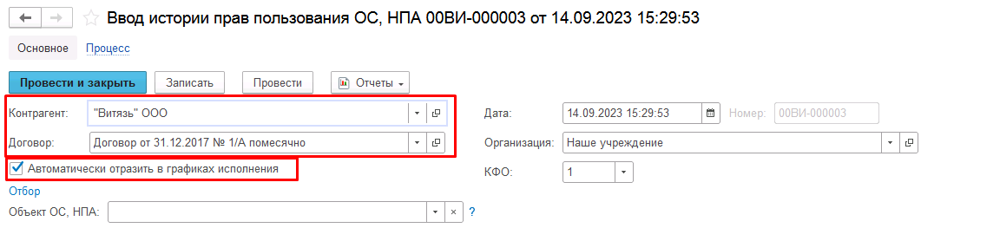 Ввод истории прав пользования ОС, НПА 00ВИ-000003 от 14.09.2023 15:29:53
Основное Процесс
Провести и закрыть Записать Провести Отчеты
Контрагент: "Витязь" ООО Дата: 14.09.2023 15:29:53 Номер: 00ВИ-000003
Договор: Договор от 31.12.2017 № 1/А помесячно Организация: Наше учреждение
Автоматически отразить в графиках исполнения КФО: 1
Отбор
Объект ОС, НПА: × ?